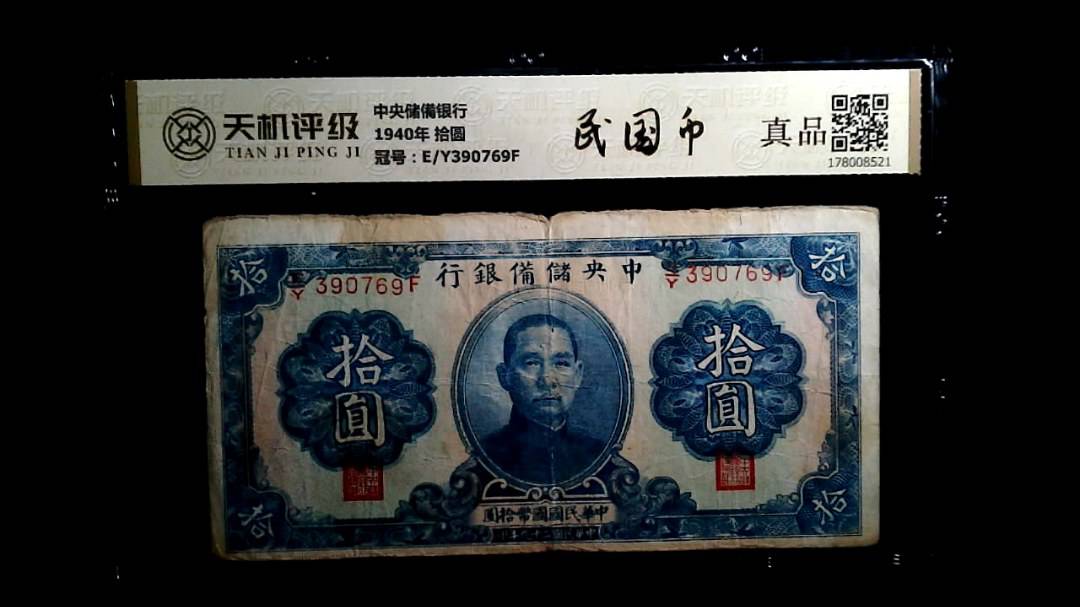 天机评级
TIAN JI PING JI
中央储備银行
1940年 拾圆
冠号：E/Y390769F
民国币
真品
178008521
行銀備儲央中
拾
E/Y 390769F
E/Y 390769F
拾
拾圓
拾圓
圓拾幣國國民華中
拾
拾